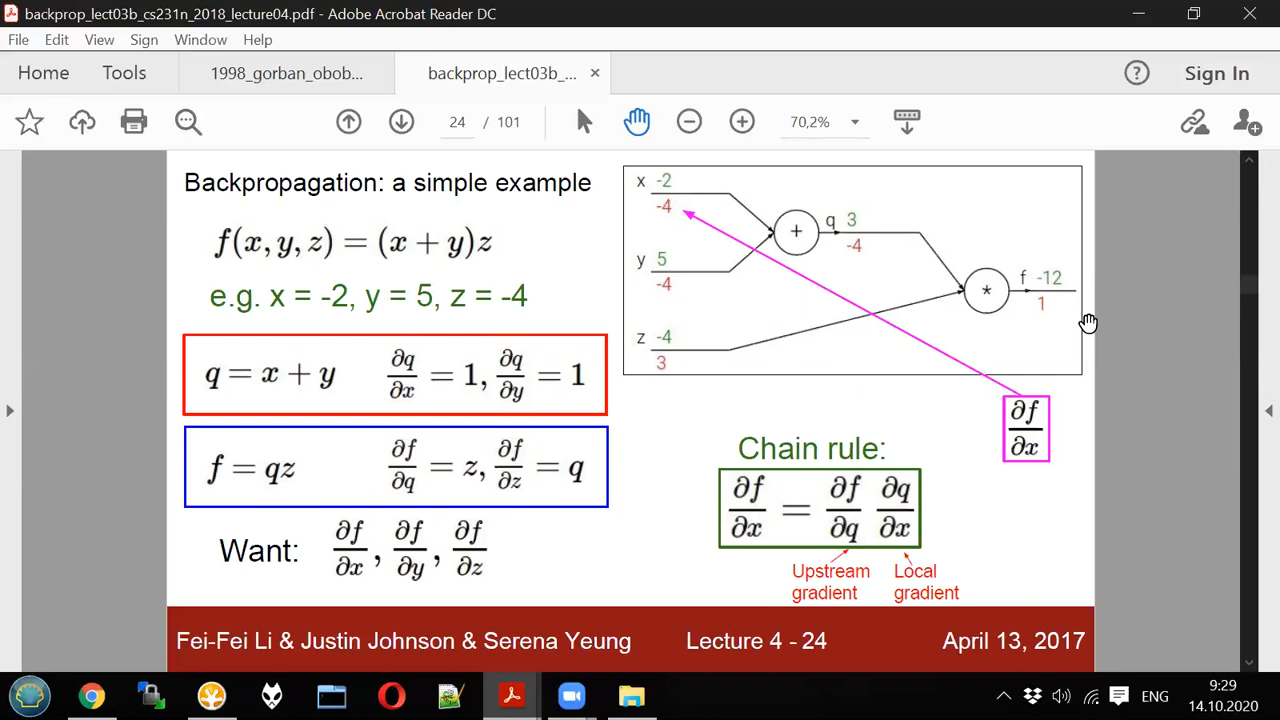 backprop_lect03b_cs231n_2018_lecture04.pdf - Adobe Acrobat Reader DC
File Edit View Sign Window Help
Home Tools 1998_gorban_obob... backprop_lect03b_... × ? Sign In
24 / 101 70,2%
Backpropagation: a simple example
f(x, y, z) = (x + y)z
e.g. x = -2, y = 5, z = -4
q = x + y ∂q/∂x = 1, ∂q/∂y = 1
f = qz ∂f/∂q = z, ∂f/∂z = q
Want: ∂f/∂x, ∂f/∂y, ∂f/∂z
x -2
-4
+
q 3
-4
y 5
-4
*
f -12
1
z -4
3
∂f/∂x
Chain rule:
∂f/∂x = ∂f/∂q ∂q/∂x
Upstream gradient
Local gradient
Fei-Fei Li & Justin Johnson & Serena Yeung Lecture 4 - 24 April 13, 2017
ENG
9:29
14.10.2020